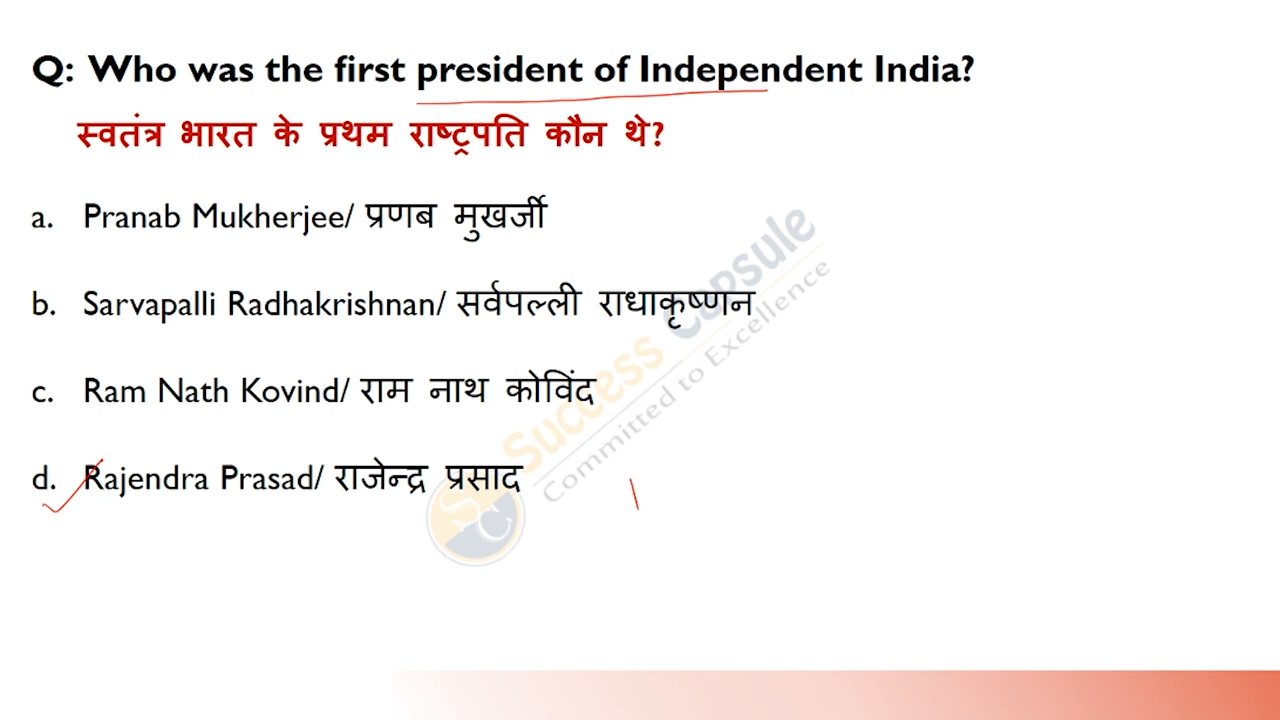 Q: Who was the first president of Independent India?
स्वतंत्र भारत के प्रथम राष्ट्रपति कौन थे?
a. Pranab Mukherjee/ प्रणब मुखर्जी
b. Sarvapalli Radhakrishnan/ सर्वपल्ली राधाकृष्णन
c. Ram Nath Kovind/ राम नाथ कोविंद
d. Rajendra Prasad/ राजेन्द्र प्रसाद
Success Capsule
Committed to Excellence
SC